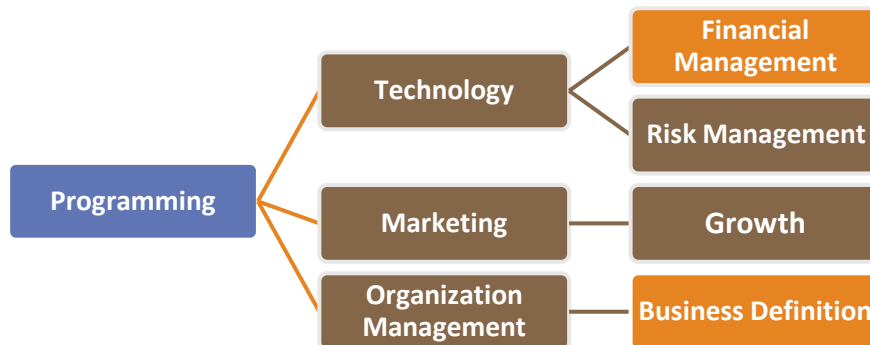 Financial
Management
Technology
Risk Management
Programming
Marketing
Growth
Organization
Management
Business Definition